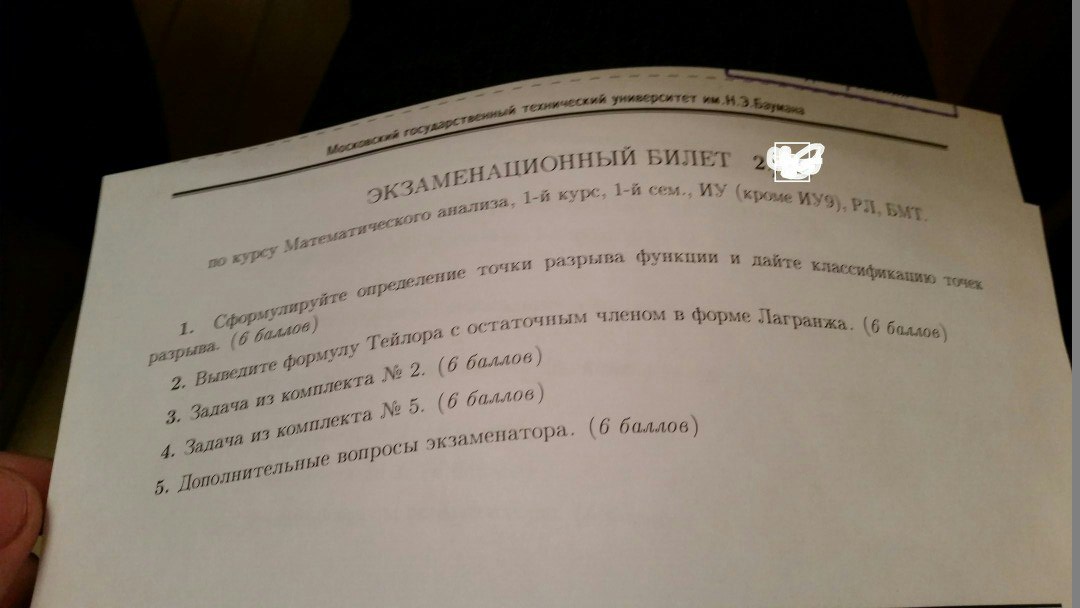 Московский государственный технический университет им.Н.Э.Баумана
ЭКЗАМЕНАЦИОННЫЙ БИЛЕТ 2
по курсу Математического анализа, 1-й курс, 1-й сем., ИУ (кроме ИУ9), РЛ, БМТ.
1. Сформулируйте определение точки разрыва функции и дайте классификацию точек
разрыва. (6 баллов)
2. Выведите формулу Тейлора с остаточным членом в форме Лагранжа. (6 баллов)
3. Задача из комплекта № 2. (6 баллов)
4. Задача из комплекта № 5. (6 баллов)
5. Дополнительные вопросы экзаменатора. (6 баллов)